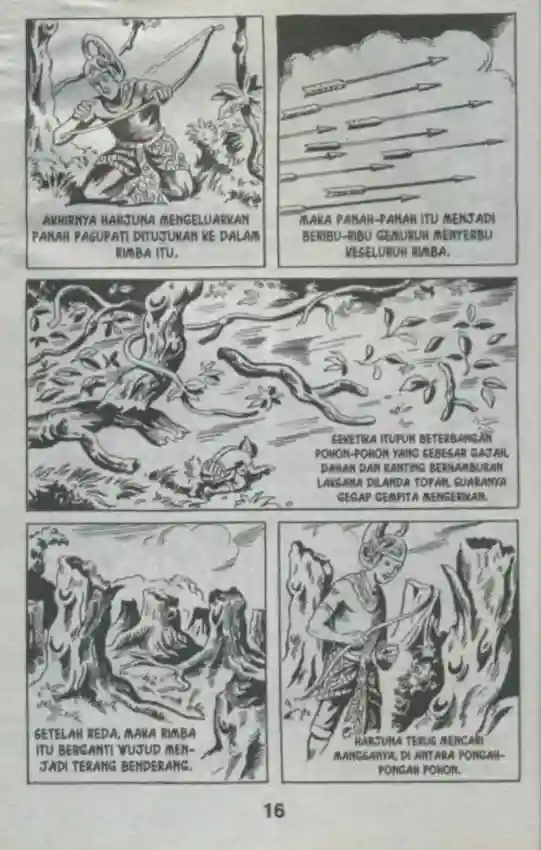 AKHIRNYA HARJUNA MENGELUARKAN
PANAH PASUPATI DITUJUKAN KE DALAM
RIMBA ITU.
MAKA PANAH-PANAH ITU MENJADI
BERIBU-RIBU GEMURUH MENYERBU
KESELURUH RIMBA.
SEKETIKA ITUPUN BETERBANGAN
POHON-POHON YANG SEBESAR GAJAH,
DAHAN DAN RANTING BERHAMBURAN
LAKSANA DILANDA TOPAN, SUARANYA
GEGAP GEMPITA MENGERIKAN.
SETELAH REDA, MAKA RIMBA
ITU BERGANTI WUJUD MEN-
JADI TERANG BENDERANG.
HARJUNA TERUS MENCARI
MANGSANYA, DI ANTARA PONGAH-
PONGAH POHON.
16